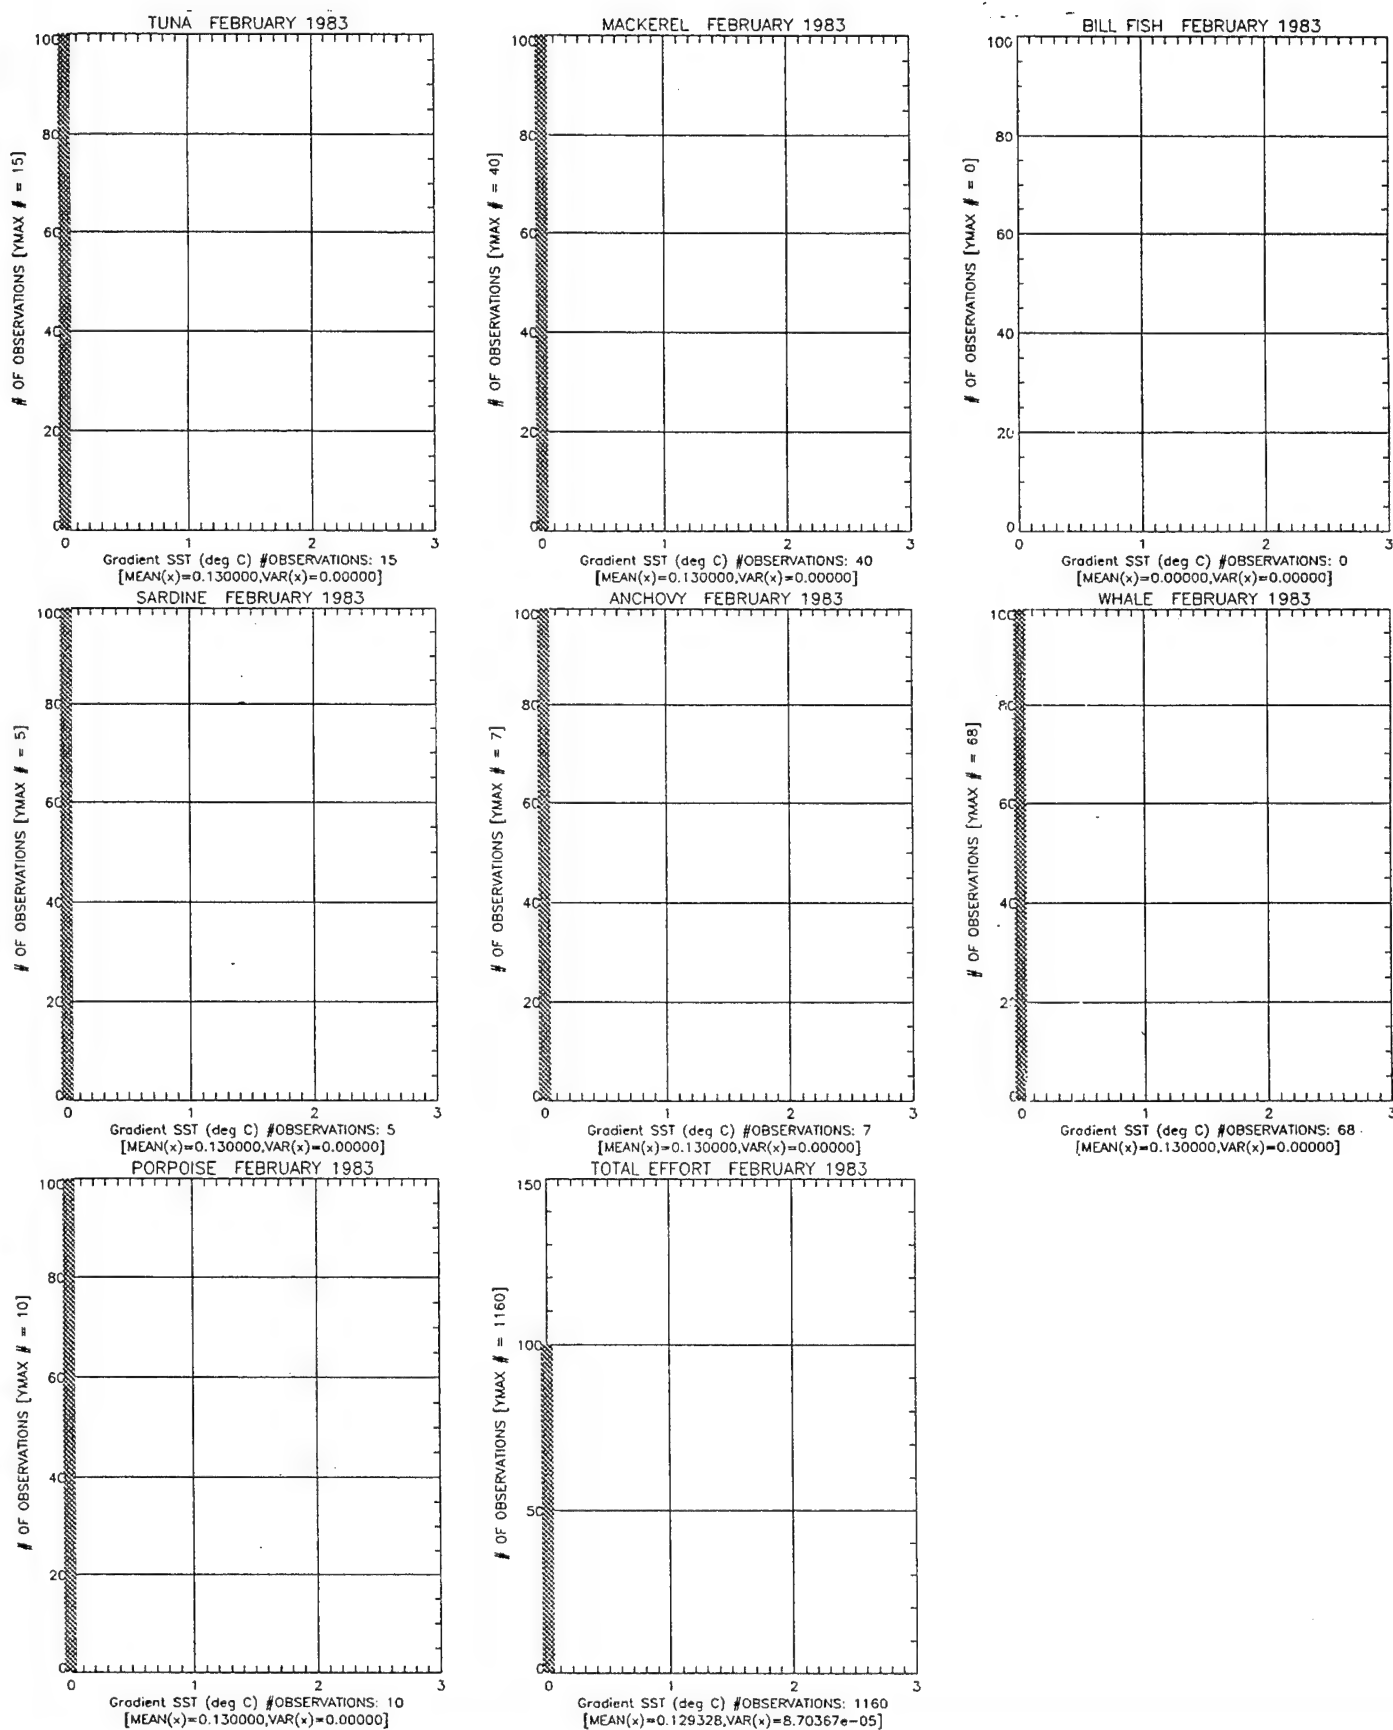 TUNA FEBRUARY 1983
100
80
60
40
20
0
# OF OBSERVATIONS [YMAX # = 15]
0 1 2 3
Gradient SST (deg C) #OBSERVATIONS: 15
[MEAN(x)=0.130000,VAR(x)=0.00000]
MACKEREL FEBRUARY 1983
100
80
60
40
20
0
# OF OBSERVATIONS [YMAX # = 40]
0 1 2 3
Gradient SST (deg C) #OBSERVATIONS: 40
[MEAN(x)=0.130000,VAR(x)=0.00000]
BILL FISH FEBRUARY 1983
100
80
60
40
20
0
# OF OBSERVATIONS [YMAX # = 0]
0 1 2 3
Gradient SST (deg C) #OBSERVATIONS: 0
[MEAN(x)=0.00000,VAR(x)=0.00000]
SARDINE FEBRUARY 1983
100
80
60
40
20
0
# OF OBSERVATIONS [YMAX # = 5]
0 1 2 3
Gradient SST (deg C) #OBSERVATIONS: 5
[MEAN(x)=0.130000,VAR(x)=0.00000]
ANCHOVY FEBRUARY 1983
100
80
60
40
20
0
# OF OBSERVATIONS [YMAX # = 7]
0 1 2 3
Gradient SST (deg C) #OBSERVATIONS: 7
[MEAN(x)=0.130000,VAR(x)=0.00000]
WHALE FEBRUARY 1983
100
80
60
40
20
0
# OF OBSERVATIONS [YMAX # = 68]
0 1 2 3
Gradient SST (deg C) #OBSERVATIONS: 68
[MEAN(x)=0.130000,VAR(x)=0.00000]
PORPOISE FEBRUARY 1983
100
80
60
40
20
0
# OF OBSERVATIONS [YMAX # = 10]
0 1 2 3
Gradient SST (deg C) #OBSERVATIONS: 10
[MEAN(x)=0.130000,VAR(x)=0.00000]
TOTAL EFFORT FEBRUARY 1983
150
100
50
0
# OF OBSERVATIONS [YMAX # = 1160]
0 1 2 3
Gradient SST (deg C) #OBSERVATIONS: 1160
[MEAN(x)=0.129328,VAR(x)=8.70367e-05]